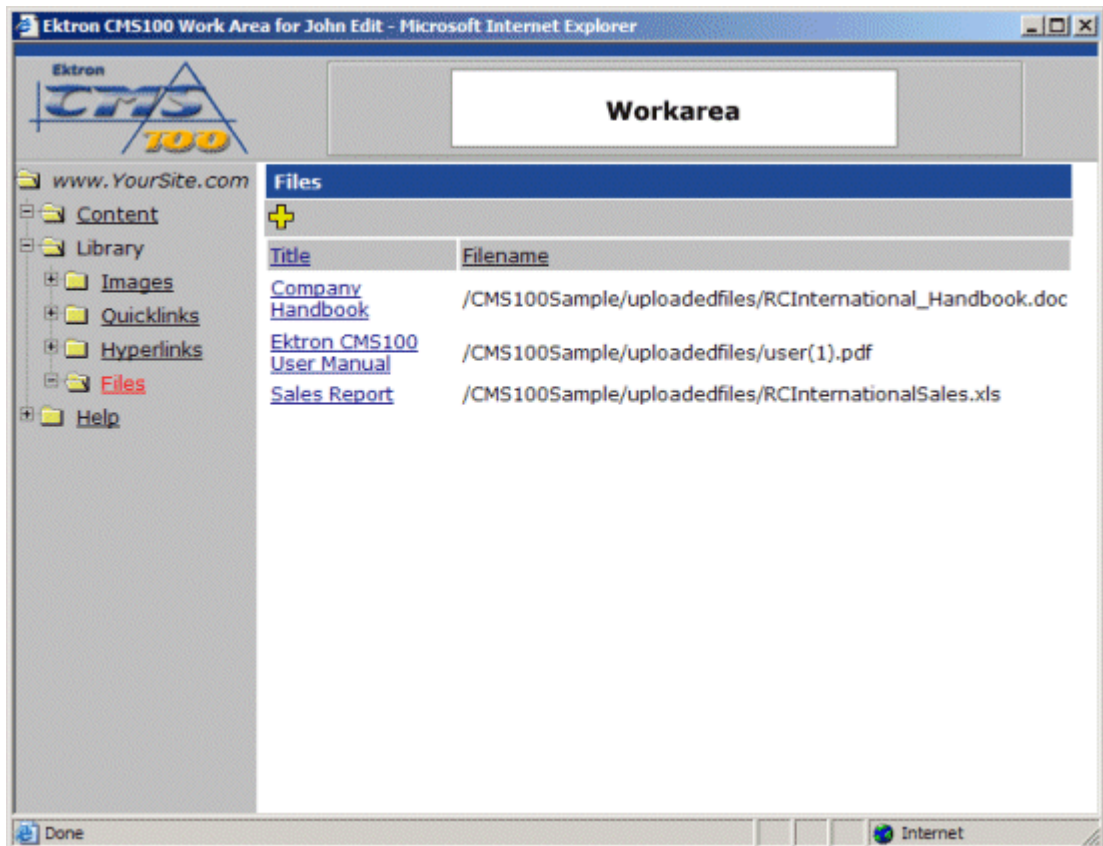 Ektron CMS100 Work Area for John Edit - Microsoft Internet Explorer
Ektron
CMS
100
Workarea
www.YourSite.com
Content
Library
Images
Quicklinks
Hyperlinks
Files
Help
Files
Title Filename
Company
Handbook
/CMS100Sample/uploadedfiles/RCInternational_Handbook.doc
Ektron CMS100
User Manual
/CMS100Sample/uploadedfiles/user(1).pdf
Sales Report /CMS100Sample/uploadedfiles/RCInternationalSales.xls
Done Internet